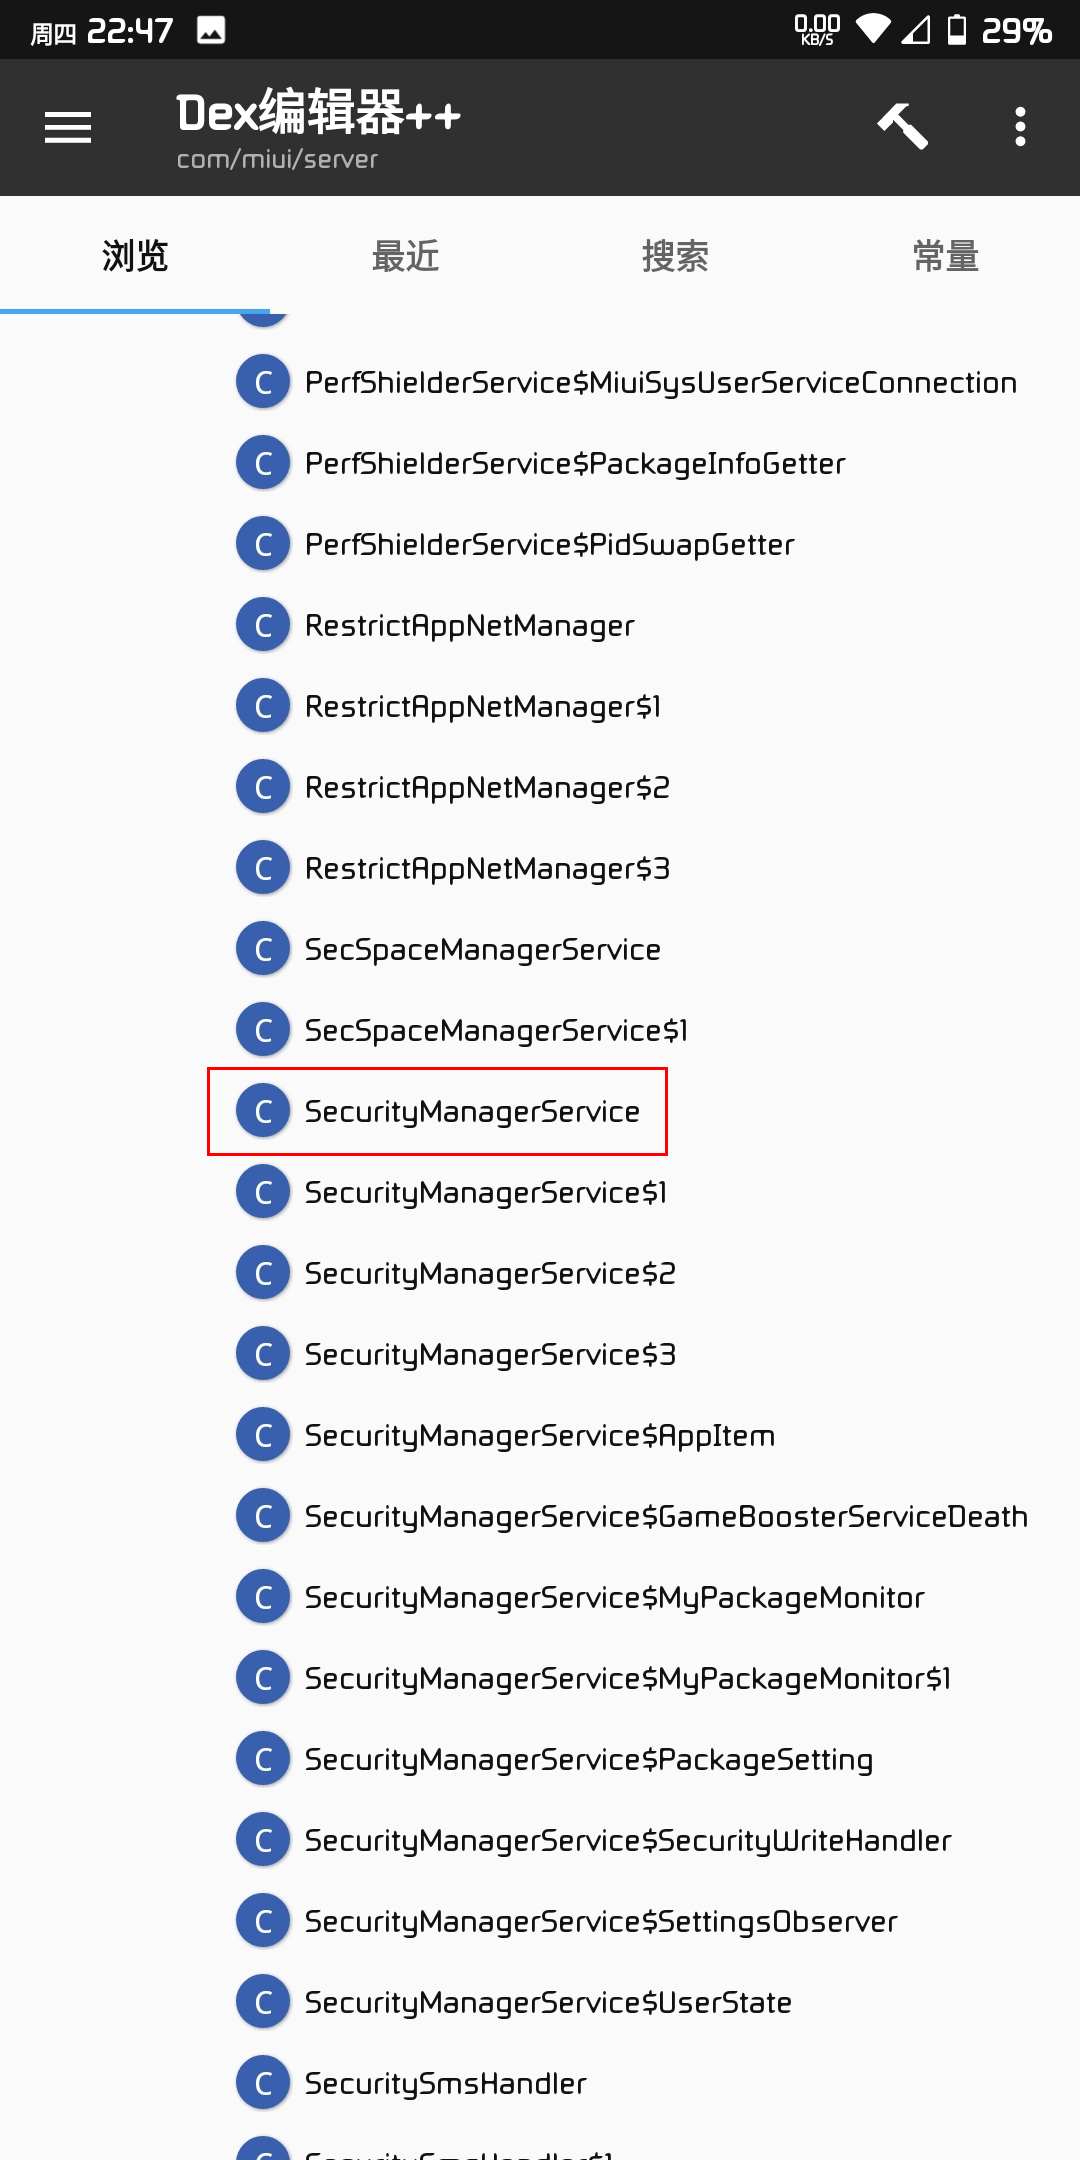 周四 22:47 0.00 KB/S 29%
Dex编辑器++
com/miui/server
浏览 最近 搜索 常量
C PerfShielderService$MiuiSysUserServiceConnection
C PerfShielderService$PackageInfoGetter
C PerfShielderService$PidSwapGetter
C RestrictAppNetManager
C RestrictAppNetManager$1
C RestrictAppNetManager$2
C RestrictAppNetManager$3
C SecSpaceManagerService
C SecSpaceManagerService$1
C SecurityManagerService
C SecurityManagerService$1
C SecurityManagerService$2
C SecurityManagerService$3
C SecurityManagerService$AppItem
C SecurityManagerService$GameBoosterServiceDeath
C SecurityManagerService$MyPackageMonitor
C SecurityManagerService$MyPackageMonitor$1
C SecurityManagerService$PackageSetting
C SecurityManagerService$SecurityWriteHandler
C SecurityManagerService$SettingsObserver
C SecurityManagerService$UserState
C SecuritySmsHandler
C SecuritySmsHandler$1